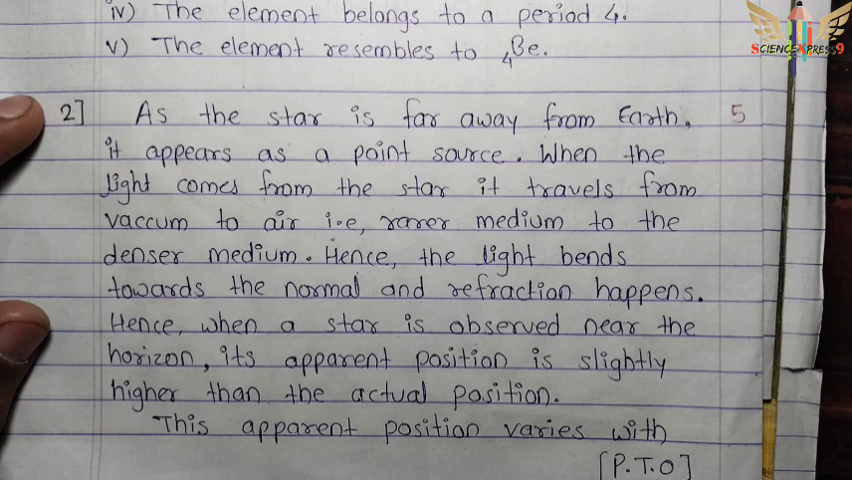 iv) The element belongs to a period 4.
v) The element resembles to ₄Be.
SCIENCEXPRESS9
2] As the star is far away from Earth, 5
it appears as a point source. When the
light comes from the star it travels from
vaccum to air i.e, rarer medium to the
denser medium. Hence, the light bends
towards the normal and refraction happens.
Hence, when a star is observed near the
horizon, its apparent position is slightly
higher than the actual position.
This apparent position varies with
[P.T.O]